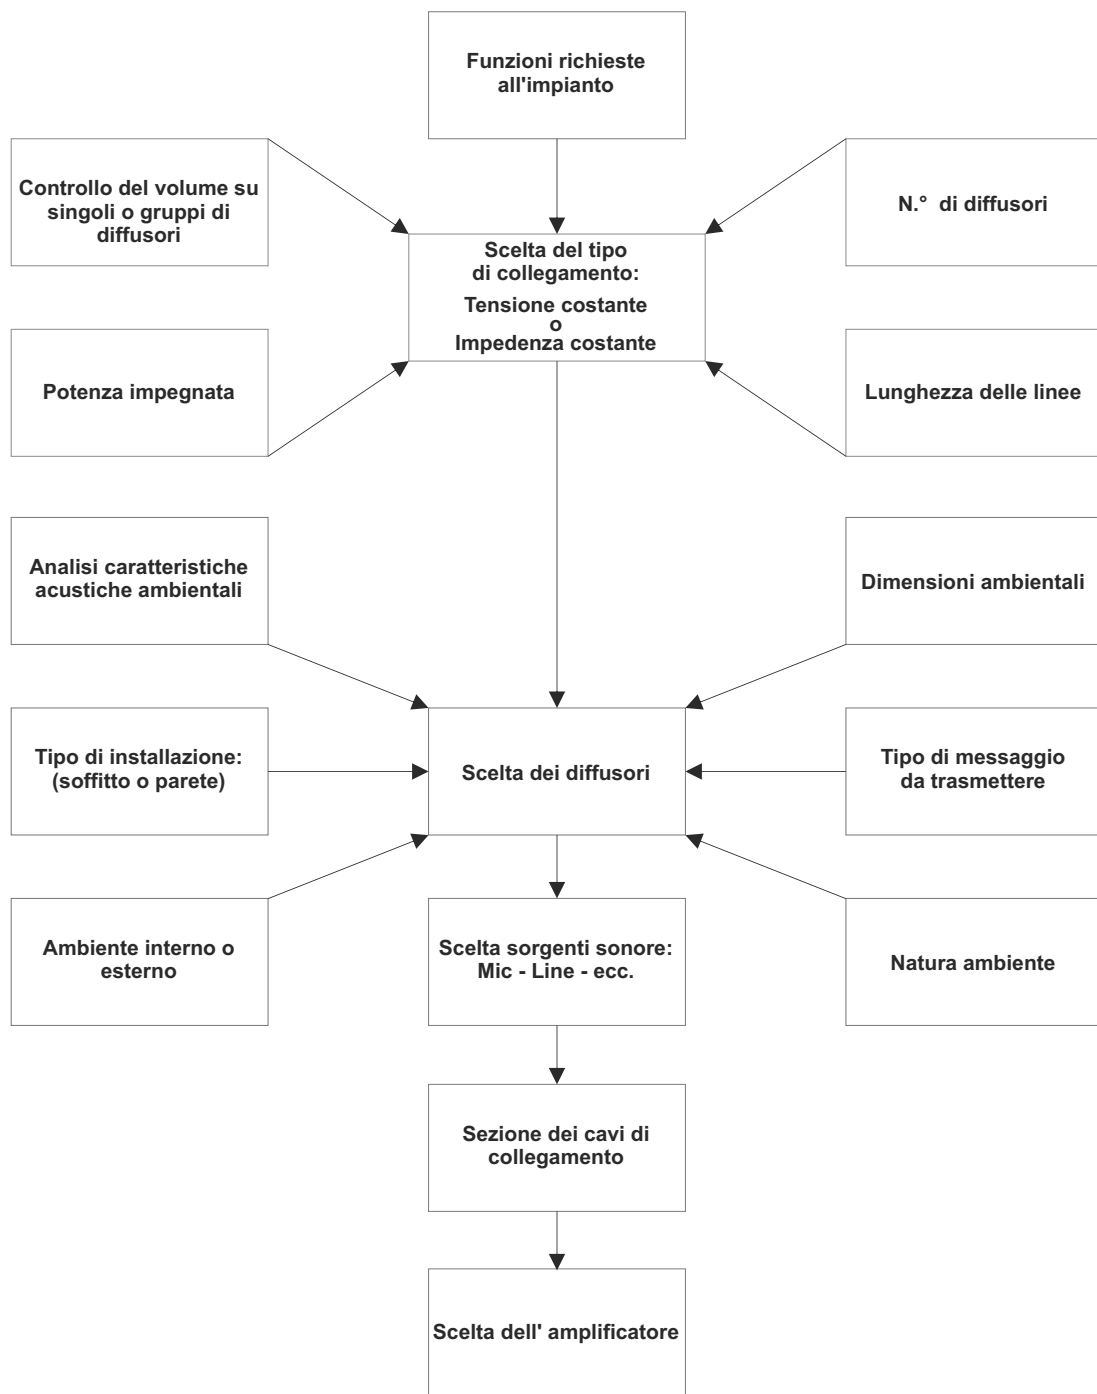 Funzioni richieste
all'impianto
Controllo del volume su
singoli o gruppi di
diffusori
N.° di diffusori
Scelta del tipo
di collegamento:
Tensione costante
o
Impedenza costante
Potenza impegnata
Lunghezza delle linee
Analisi caratteristiche
acustiche ambientali
Dimensioni ambientali
Tipo di installazione:
(soffitto o parete)
Scelta dei diffusori
Tipo di messaggio
da trasmettere
Ambiente interno o
esterno
Scelta sorgenti sonore:
Mic - Line - ecc.
Natura ambiente
Sezione dei cavi di
collegamento
Scelta dell' amplificatore